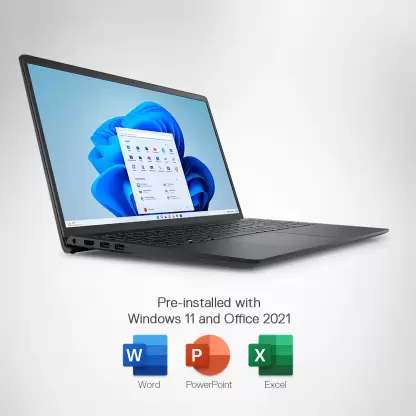 Pre-installed with
Windows 11 and Office 2021
W
P
X
Word
PowerPoint
Excel